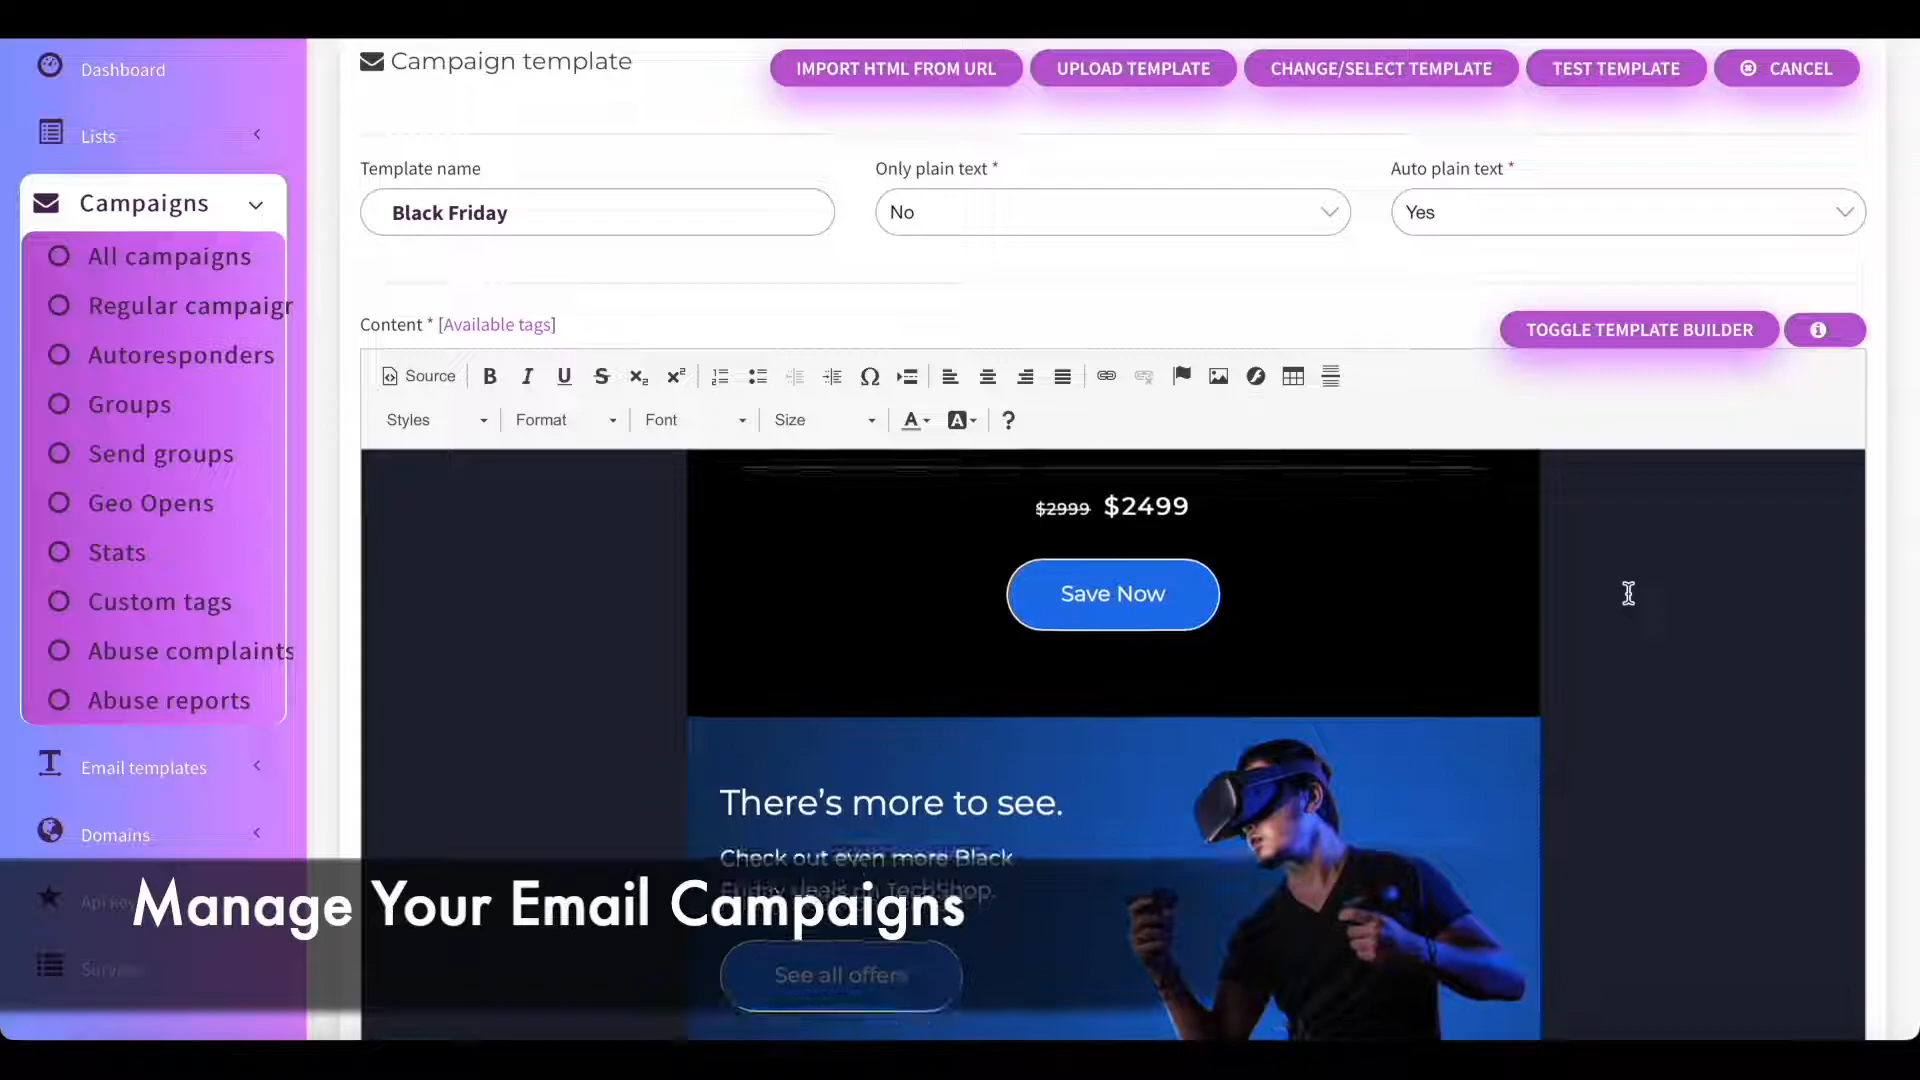 Dashboard
Lists
Campaigns
All campaigns
Regular campaigr
Autoresponders
Groups
Send groups
Geo Opens
Stats
Custom tags
Abuse complaints
Abuse reports
Email templates
Domains
Campaign template
IMPORT HTML FROM URL
UPLOAD TEMPLATE
CHANGE/SELECT TEMPLATE
TEST TEMPLATE
CANCEL
Template name
Black Friday
Only plain text *
No
Auto plain text *
Yes
Content * [Available tags]
TOGGLE TEMPLATE BUILDER
Source
Styles
Format
Font
Size
$2999 $2499
Save Now
There's more to see.
Check out even more Black
Friday deals on TechShop.
See all offers
Manage Your Email Campaigns